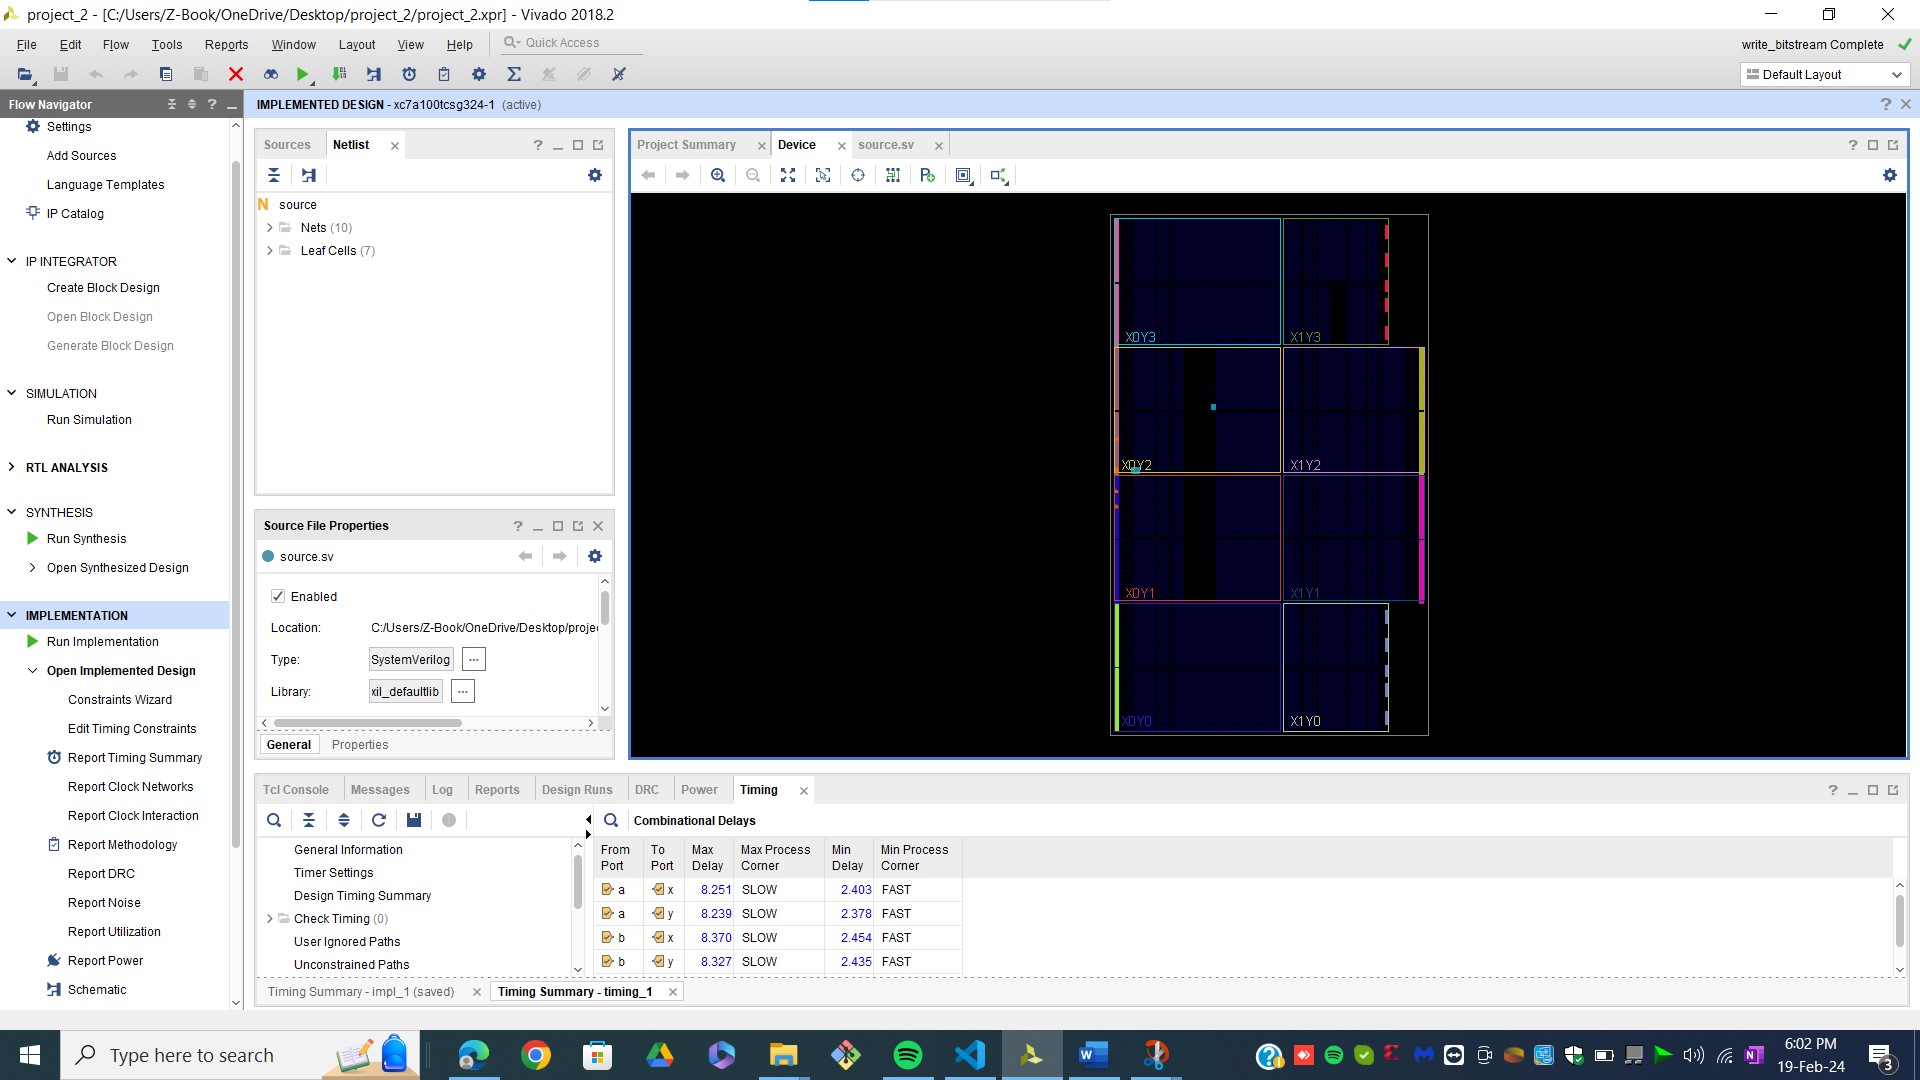 project_2 - [C:/Users/Z-Book/OneDrive/Desktop/project_2/project_2.xpr] - Vivado 2018.2
File Edit Flow Tools Reports Window Layout View Help Quick Access
write_bitstream Complete
Default Layout
Flow Navigator
IMPLEMENTED DESIGN - xc7a100tcsg324-1 (active)
Settings
Add Sources
Language Templates
IP Catalog
IP INTEGRATOR
Create Block Design
Open Block Design
Generate Block Design
SIMULATION
Run Simulation
RTL ANALYSIS
SYNTHESIS
Run Synthesis
Open Synthesized Design
IMPLEMENTATION
Run Implementation
Open Implemented Design
Constraints Wizard
Edit Timing Constraints
Report Timing Summary
Report Clock Networks
Report Clock Interaction
Report Methodology
Report DRC
Report Noise
Report Utilization
Report Power
Schematic
Sources Netlist
N source
Nets (10)
Leaf Cells (7)
Source File Properties
source.sv
Enabled
Location: C:/Users/Z-Book/OneDrive/Desktop/proje
Type: SystemVerilog ...
Library: xil_defaultlib ...
General Properties
Project Summary Device source.sv
X0Y3 X1Y3
X0Y2 X1Y2
X0Y1 X1Y1
X0Y0 X1Y0
Tcl Console Messages Log Reports Design Runs DRC Power Timing
General Information
Timer Settings
Design Timing Summary
Check Timing (0)
User Ignored Paths
Unconstrained Paths
Combinational Delays
From Port To Port Max Delay Max Process Corner Min Delay Min Process Corner
a x 8.251 SLOW 2.403 FAST
a y 8.239 SLOW 2.378 FAST
b x 8.370 SLOW 2.454 FAST
b y 8.327 SLOW 2.435 FAST
Timing Summary - impl_1 (saved) Timing Summary - timing_1
Type here to search
6:02 PM
19-Feb-24
3